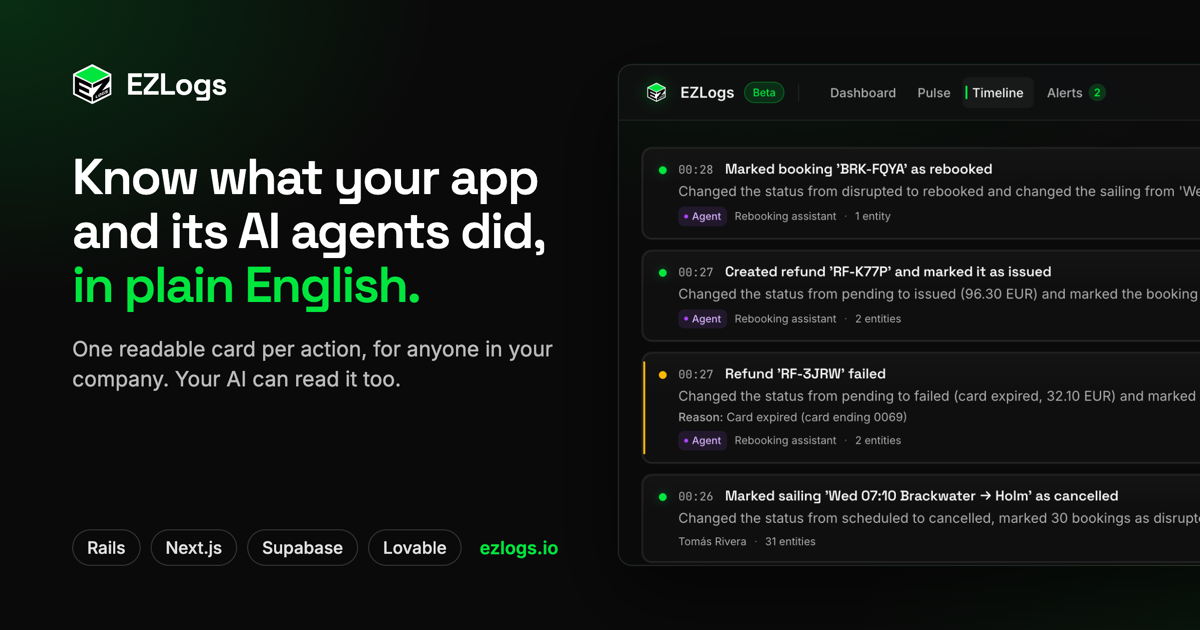 EZLogs
Know what your app
and its AI agents did,
in plain English.
One readable card per action, for anyone in your
company. Your AI can read it too.
Rails Next.js Supabase Lovable ezlogs.io
EZLogs Beta Dashboard Pulse Timeline Alerts 2
00:28 Marked booking 'BRK-FQYA' as rebooked
Changed the status from disrupted to rebooked and changed the sailing from 'We
Agent Rebooking assistant · 1 entity
00:27 Created refund 'RF-K77P' and marked it as issued
Changed the status from pending to issued (96.30 EUR) and marked the booking
Agent Rebooking assistant · 2 entities
00:27 Refund 'RF-3JRW' failed
Changed the status from pending to failed (card expired, 32.10 EUR) and marked
Reason: Card expired (card ending 0069)
Agent Rebooking assistant · 2 entities
00:26 Marked sailing 'Wed 07:10 Brackwater → Holm' as cancelled
Changed the status from scheduled to cancelled, marked 30 bookings as disrupt
Tomás Rivera · 31 entities